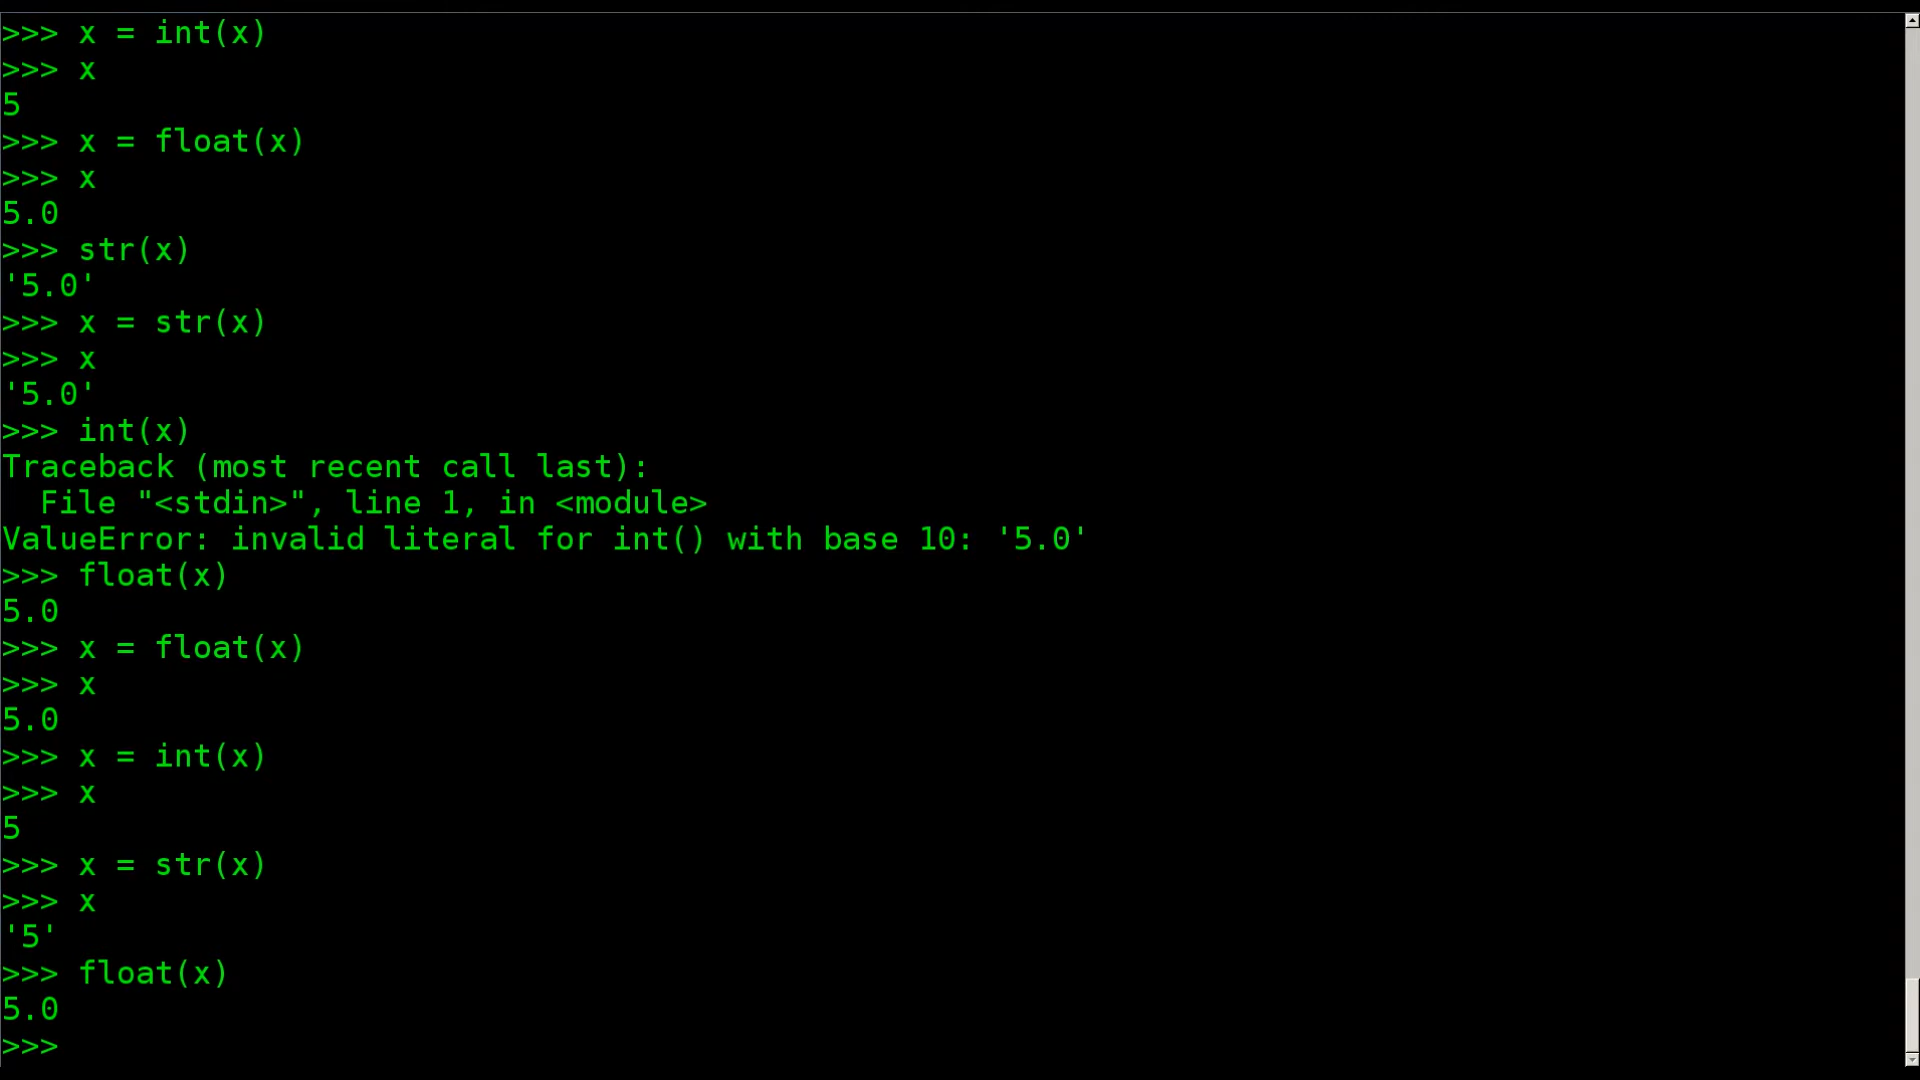 >>> x = int(x)
>>> x
5
>>> x = float(x)
>>> x
5.0
>>> str(x)
'5.0'
>>> x = str(x)
>>> x
'5.0'
>>> int(x)
Traceback (most recent call last):
  File "<stdin>", line 1, in <module>
ValueError: invalid literal for int() with base 10: '5.0'
>>> float(x)
5.0
>>> x = float(x)
>>> x
5.0
>>> x = int(x)
>>> x
5
>>> x = str(x)
>>> x
'5'
>>> float(x)
5.0
>>>